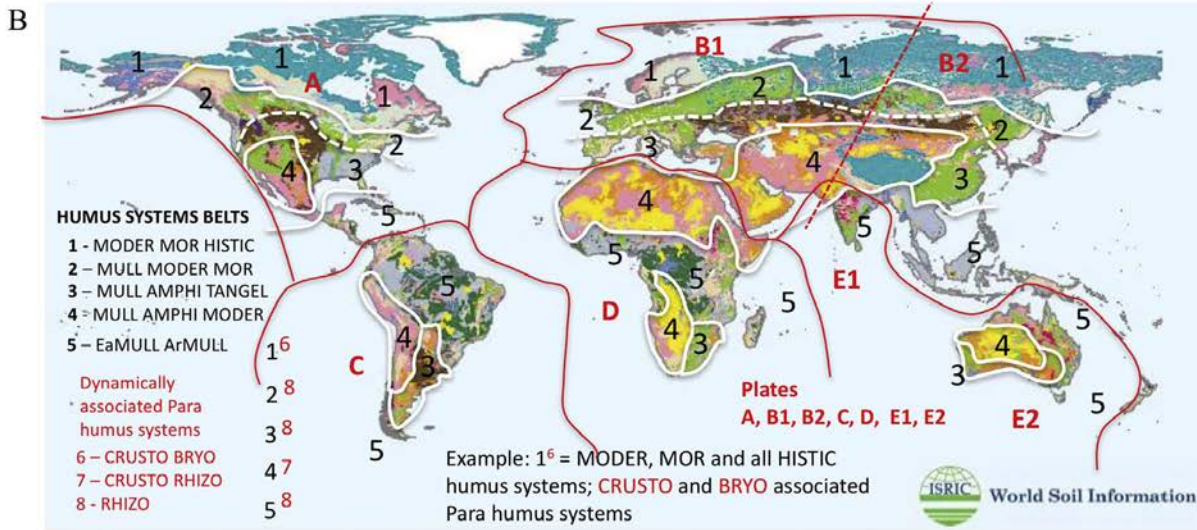 B
1
1
A
1
2
2
4
3
5
B1
1
1
B2
1
2
2
2
3
4
3
4
5
5
5
5
E1
D
4
3
5
5
4
3
5
E2
5
4
3
C
5
HUMUS SYSTEMS BELTS
1 - MODER MOR HISTIC
2 – MULL MODER MOR
3 – MULL AMPHI TANGEL
4 – MULL AMPHI MODER
5 – EaMULL ArMULL
Dynamically
associated Para
humus systems
6 – CRUSTO BRYO
7 – CRUSTO RHIZO
8 - RHIZO
1⁶
2⁸
3⁸
4⁷
5⁸
Plates
A, B1, B2, C, D, E1, E2
Example: 1⁶ = MODER, MOR and all HISTIC
humus systems; CRUSTO and BRYO associated
Para humus systems
ISRIC
World Soil Information